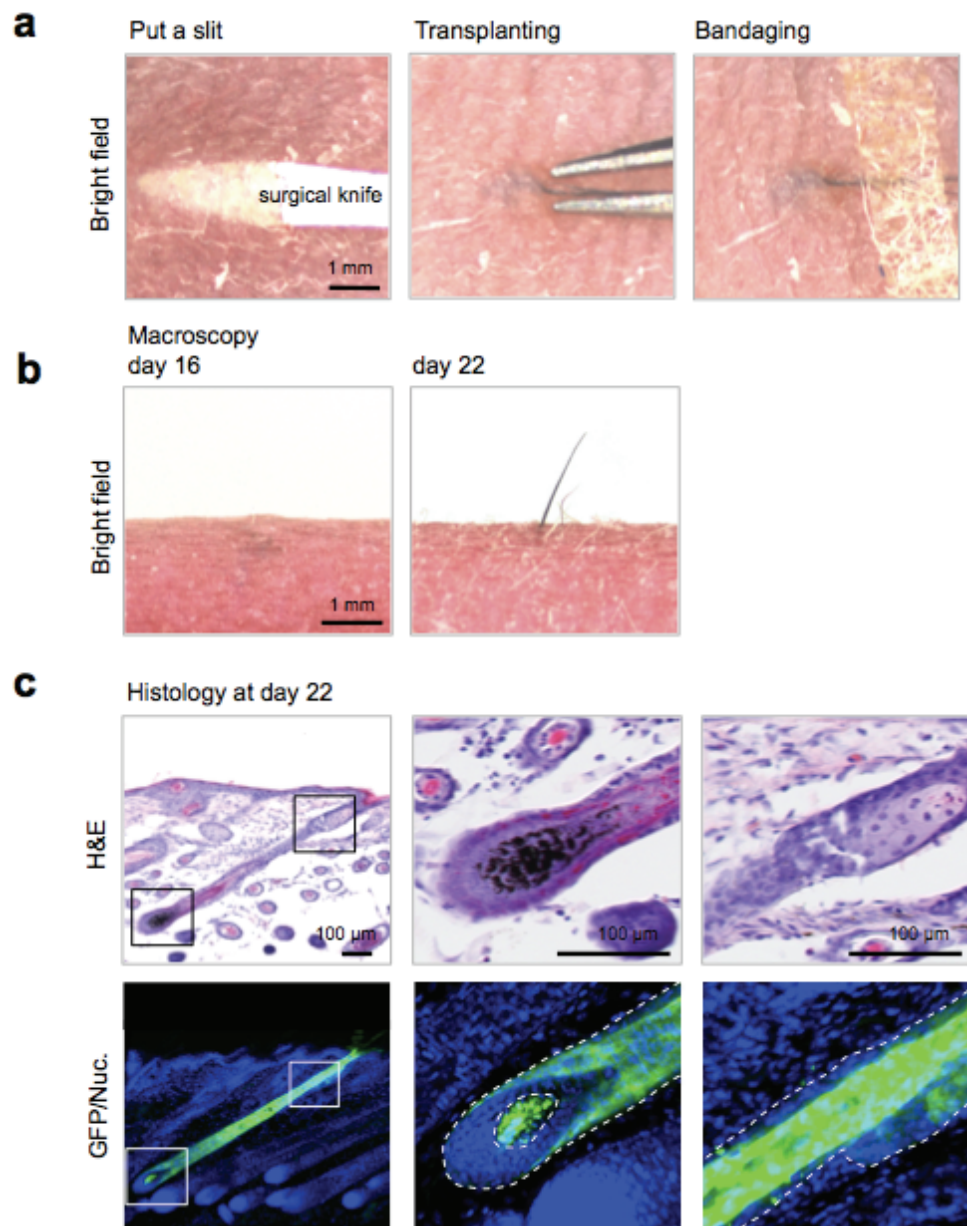 a
Put a slit
Transplanting
Bandaging
Bright field
surgical knife
1 mm
b
Macroscopy
day 16
day 22
Bright field
1 mm
c
Histology at day 22
H&E
100 µm
100 µm
100 µm
GFP/Nuc.